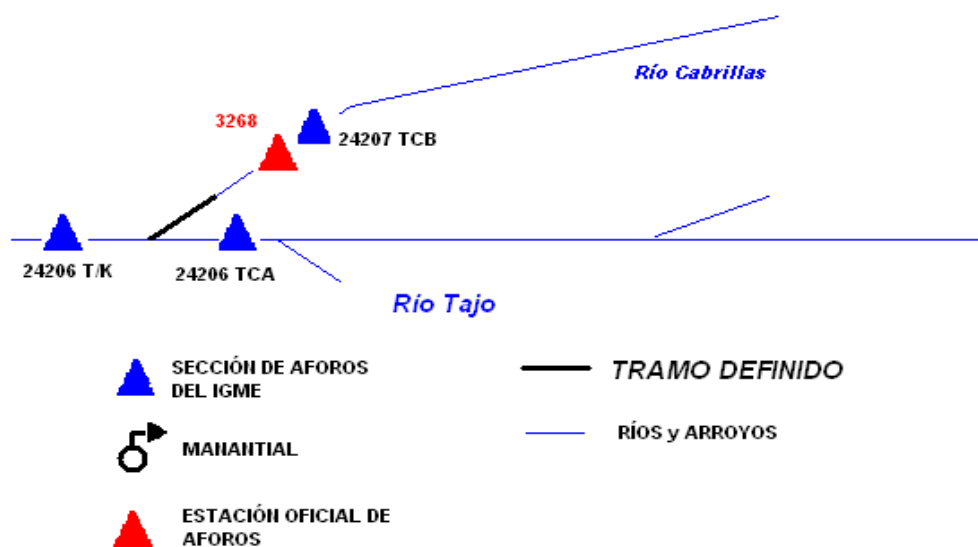 Río Cabrillas
3268
24207 TCB
24206 T/K
24206 TCA
Río Tajo
SECCIÓN DE AFOROS
DEL IGME
TRAMO DEFINIDO
MANANTIAL
RÍOS y ARROYOS
ESTACIÓN OFICIAL DE
AFOROS